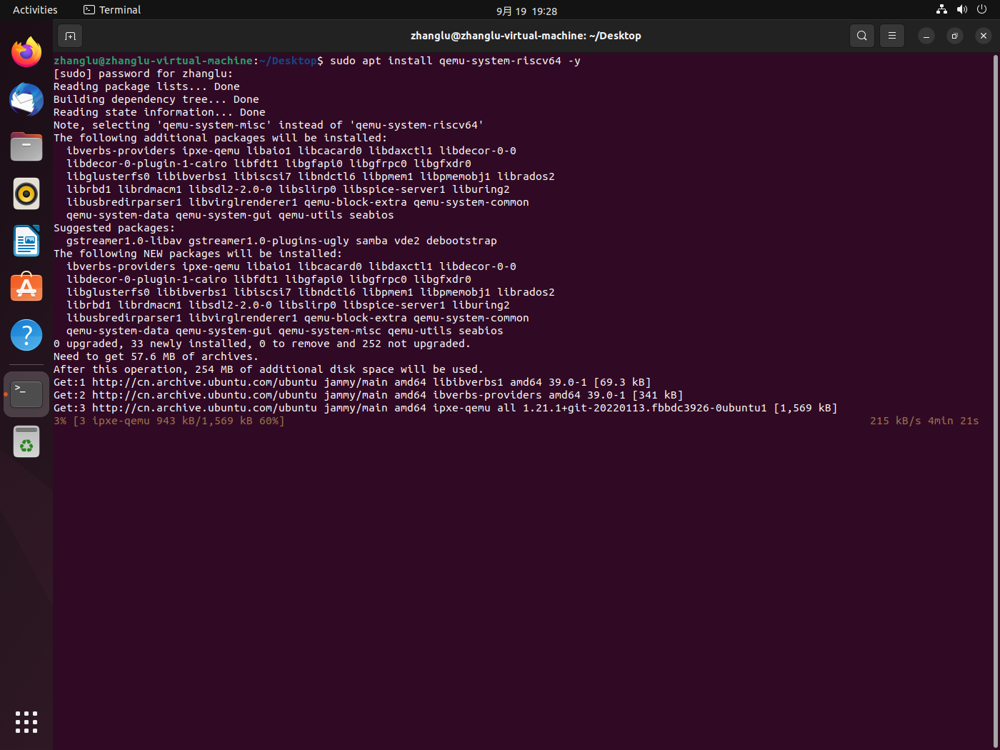 Activities Terminal 9月 19 19:28
zhanglu@zhanglu-virtual-machine: ~/Desktop
zhanglu@zhanglu-virtual-machine:~/Desktop$ sudo apt install qemu-system-riscv64 -y
[sudo] password for zhanglu:
Reading package lists... Done
Building dependency tree... Done
Reading state information... Done
Note, selecting 'qemu-system-misc' instead of 'qemu-system-riscv64'
The following additional packages will be installed:
  ibverbs-providers ipxe-qemu libaio1 libcacard0 libdaxctl1 libdecor-0-0
  libdecor-0-plugin-1-cairo libfdt1 libgfapi0 libgfrpc0 libgfxdr0
  libglusterfs0 libibverbs1 libiscsi7 libndctl6 libpmem1 libpmemobj1 librados2
  librbd1 librdmacm1 libsdl2-2.0-0 libslirp0 libspice-server1 liburing2
  libusbredirparser1 libvirglrenderer1 qemu-block-extra qemu-system-common
  qemu-system-data qemu-system-gui qemu-utils seabios
Suggested packages:
  gstreamer1.0-libav gstreamer1.0-plugins-ugly samba vde2 debootstrap
The following NEW packages will be installed:
  ibverbs-providers ipxe-qemu libaio1 libcacard0 libdaxctl1 libdecor-0-0
  libdecor-0-plugin-1-cairo libfdt1 libgfapi0 libgfrpc0 libgfxdr0
  libglusterfs0 libibverbs1 libiscsi7 libndctl6 libpmem1 libpmemobj1 librados2
  librbd1 librdmacm1 libsdl2-2.0-0 libslirp0 libspice-server1 liburing2
  libusbredirparser1 libvirglrenderer1 qemu-block-extra qemu-system-common
  qemu-system-data qemu-system-gui qemu-system-misc qemu-utils seabios
0 upgraded, 33 newly installed, 0 to remove and 252 not upgraded.
Need to get 57.6 MB of archives.
After this operation, 254 MB of additional disk space will be used.
Get:1 http://cn.archive.ubuntu.com/ubuntu jammy/main amd64 libibverbs1 amd64 39.0-1 [69.3 kB]
Get:2 http://cn.archive.ubuntu.com/ubuntu jammy/main amd64 ibverbs-providers amd64 39.0-1 [341 kB]
Get:3 http://cn.archive.ubuntu.com/ubuntu jammy/main amd64 ipxe-qemu all 1.21.1+git-20220113.fbbdc3926-0ubuntu1 [1,569 kB]
3% [3 ipxe-qemu 943 kB/1,569 kB 60%] 215 kB/s 4min 21s